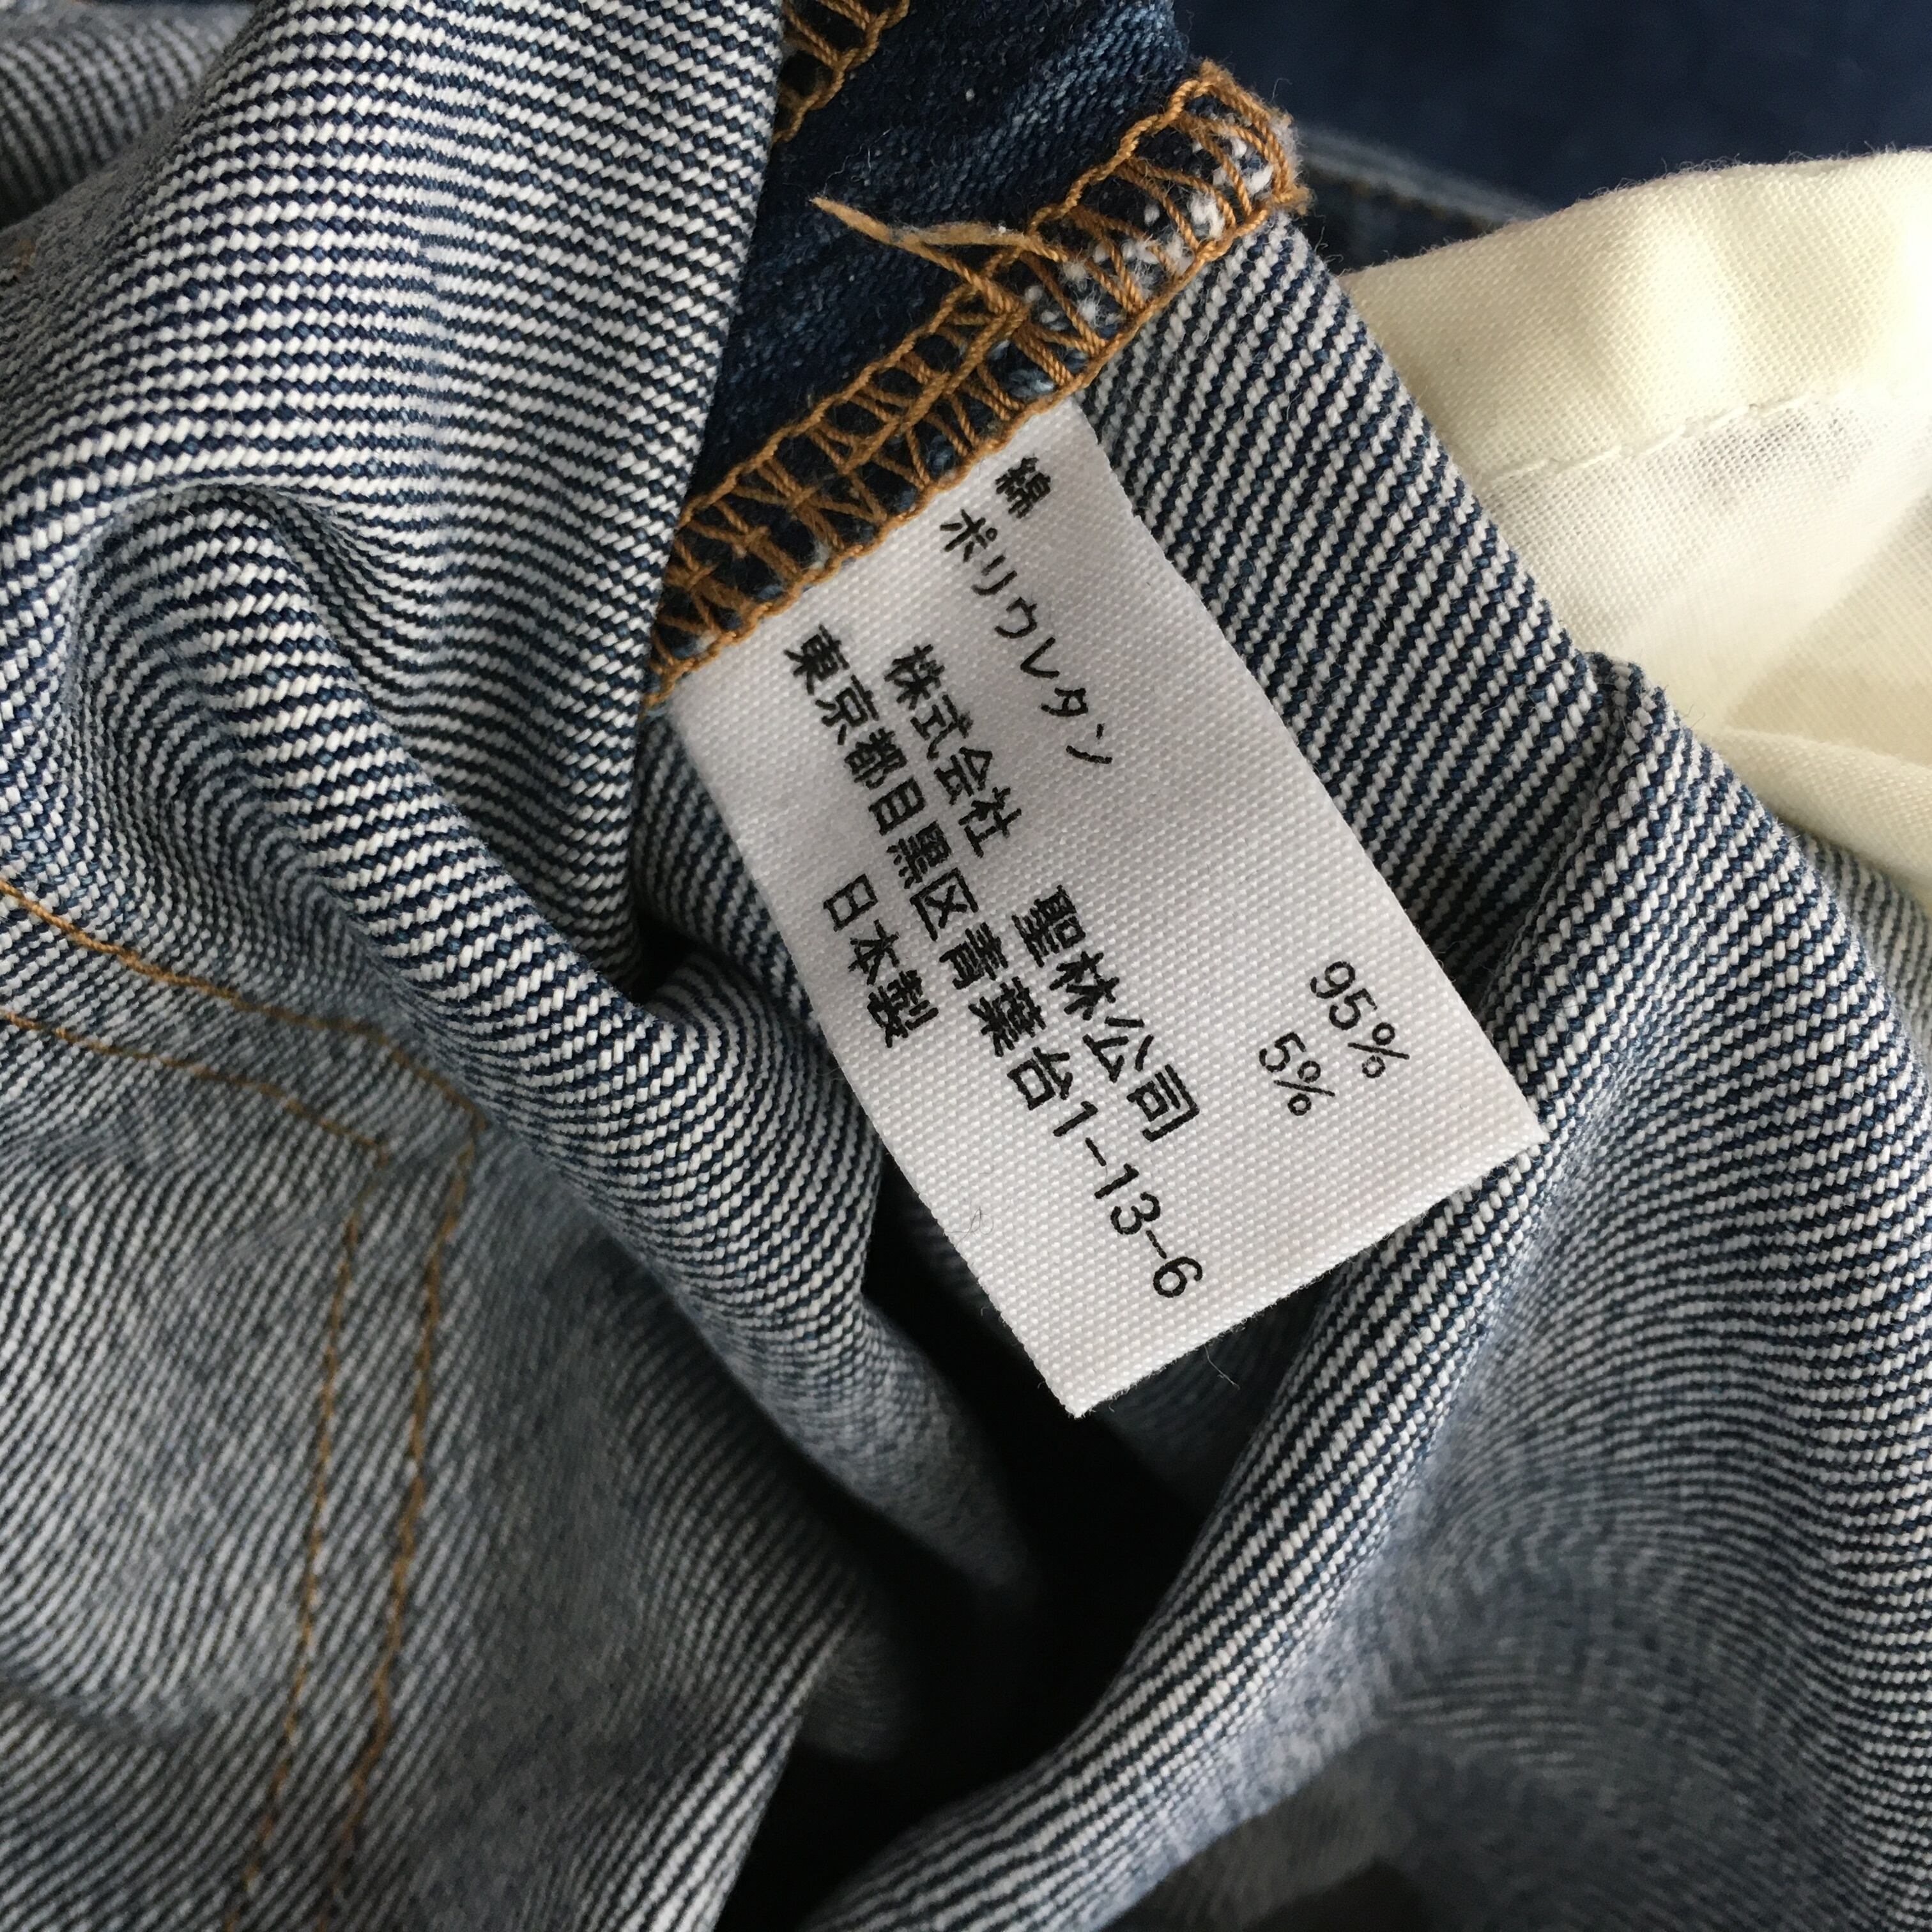 綿 95%
ポリウレタン 5%
株式会社 聖林公司
東京都目黒区青葉台1-13-6
日本製